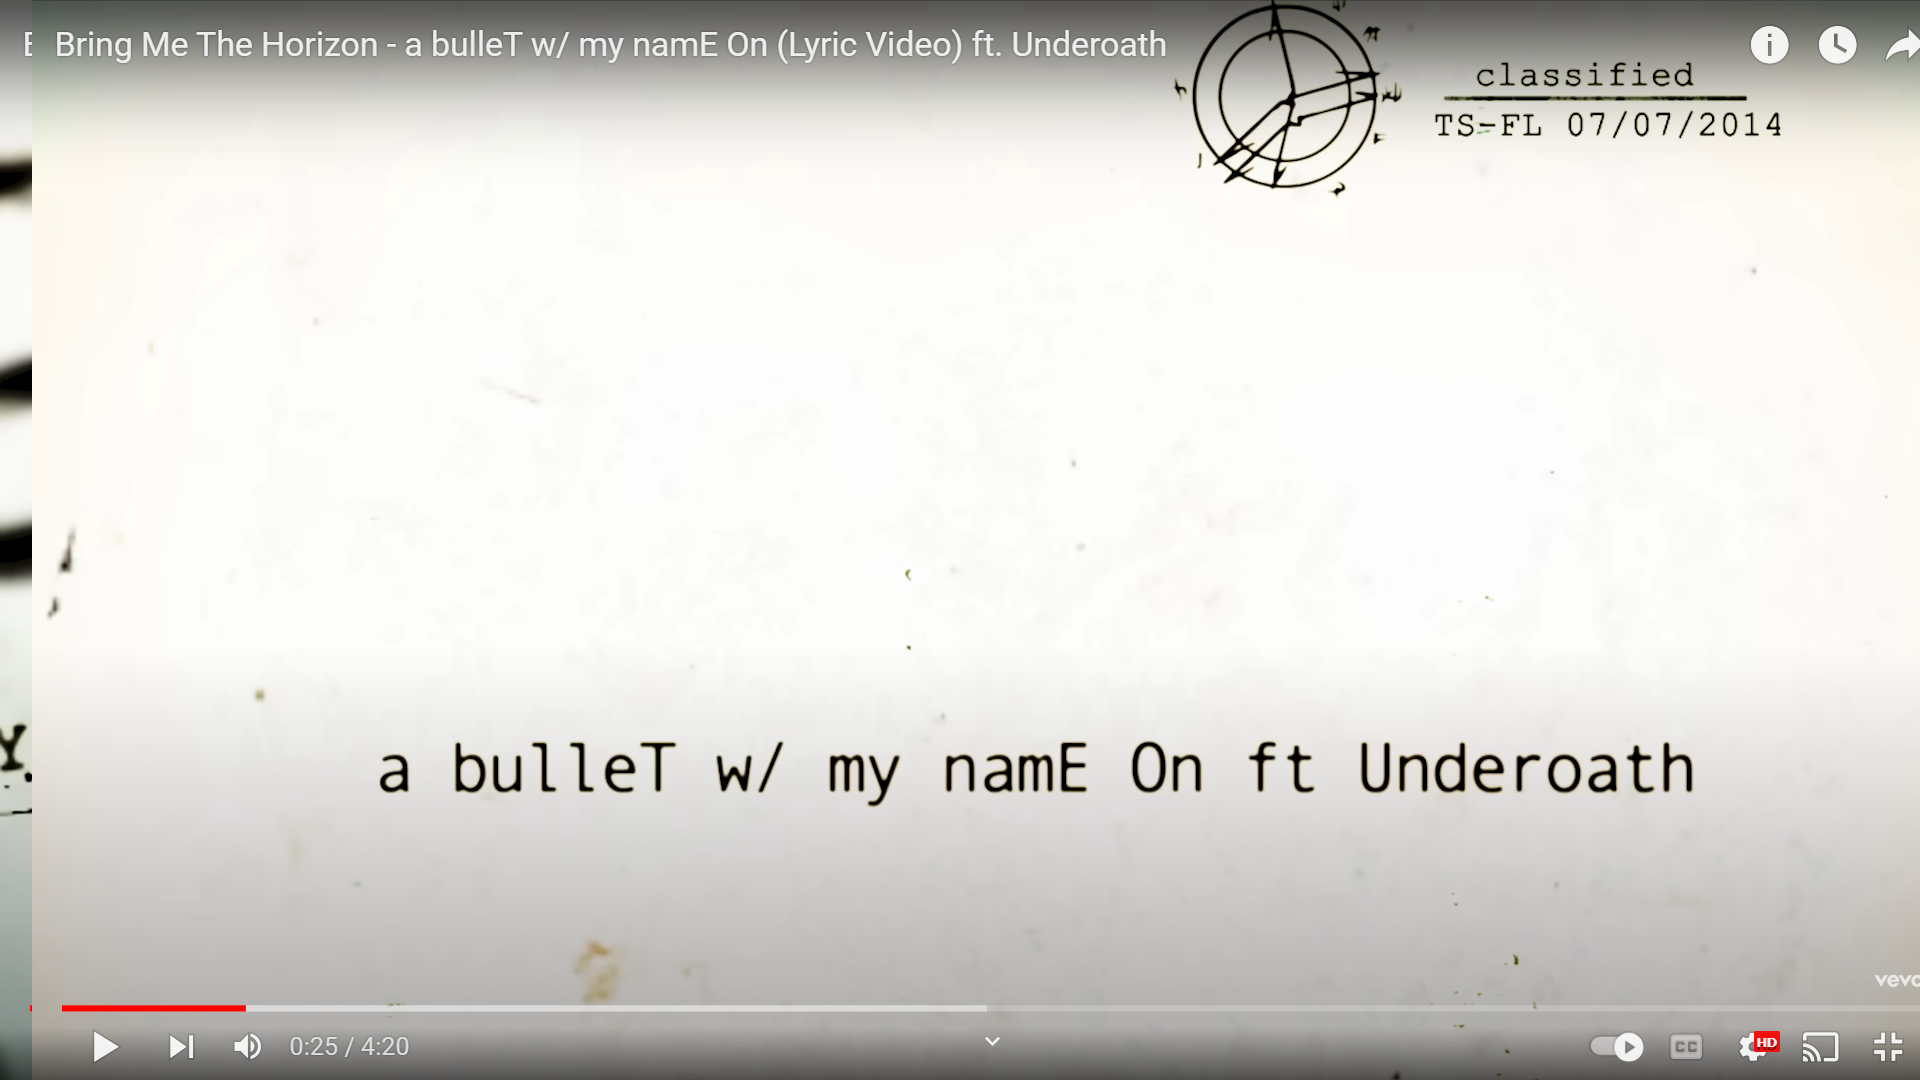 Bring Me The Horizon - a bulleT w/ my namE On (Lyric Video) ft. Underoath
classified
TS-FL 07/07/2014
Y.
a bulleT w/ my namE On ft Underoath
0:25 / 4:20
CC
HD